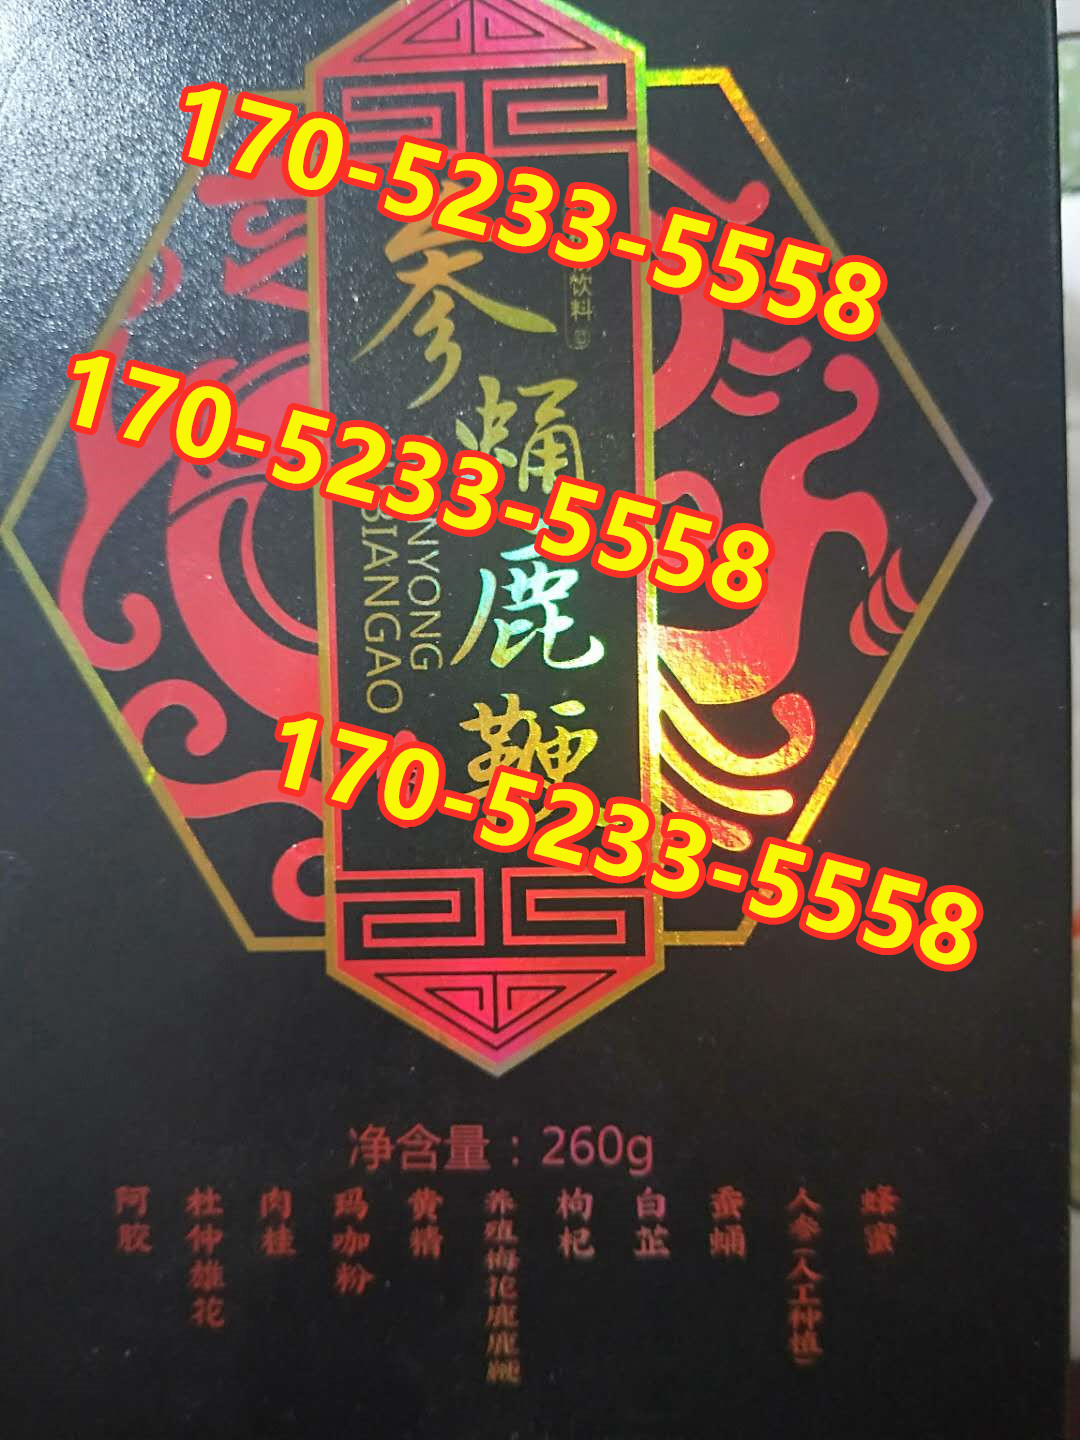 170-5233-5558
饮料
参
蛹
170-5233-5558
鹿
NYONG
BIANGAO
鞭
170-5233-5558
净含量：260g
阿胶
杜仲雄花
肉桂
玛咖粉
黄精
养殖梅花鹿鹿鞭
枸杞
白芷
蚕蛹
人参(人工种植)
蜂蜜